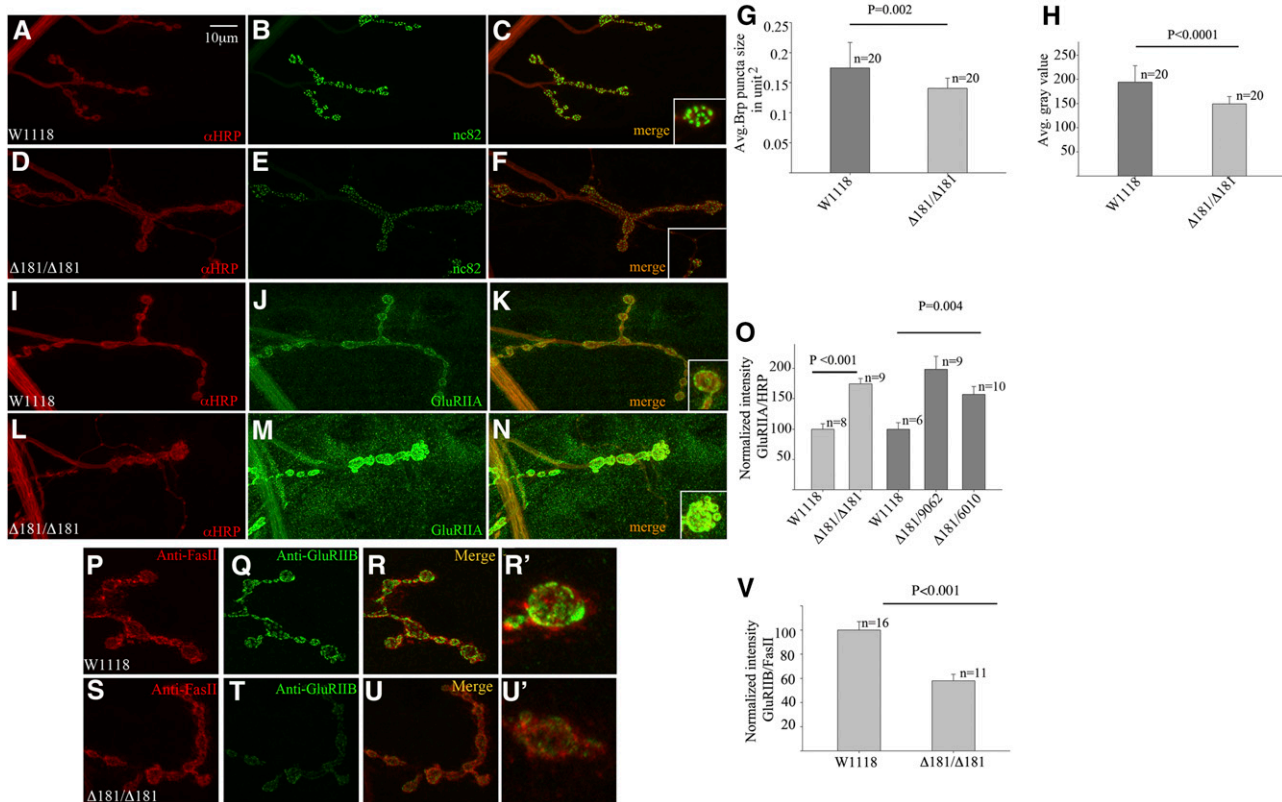 A
10μm
W1118
αHRP
B
nc82
C
merge
D
Δ181/Δ181
αHRP
E
nc82
F
merge
G
P=0.002
Avg.Brp puncta size
in unit²
0.25
0.2
0.15
0.1
0.05
n=20
n=20
W1118
Δ181/Δ181
H
P<0.0001
Avg. gray value
250
200
150
100
50
n=20
n=20
W1118
Δ181/Δ181
I
W1118
αHRP
J
GluRIIA
K
merge
L
Δ181/Δ181
αHRP
M
GluRIIA
N
merge
O
P=0.004
P <0.001
Normalized intensity
GluRIIA/HRP
200
150
100
50
n=8
n=9
n=6
n=9
n=10
W1118
Δ181/Δ181
W1118
Δ181/9062
Δ181/6010
P
Anti-FasII
W1118
Q
Anti-GluRIIB
R
Merge
R'
S
Anti-FasII
Δ181/Δ181
T
Anti-GluRIIB
U
Merge
U'
V
P<0.001
Normalized intensity
GluRIIB/FasII
100
80
60
40
20
n=16
n=11
W1118
Δ181/Δ181